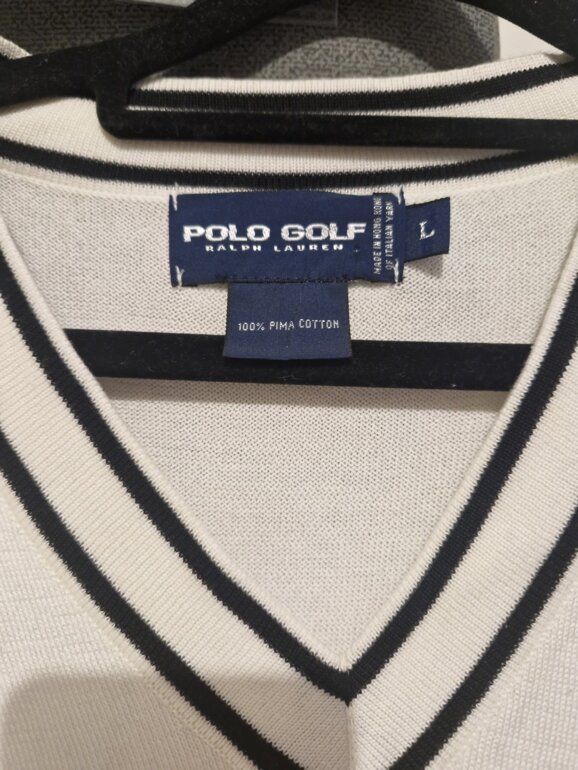 POLO GOLF
RALPH LAUREN
MADE IN HONG KONG
OF ITALIAN YARN
L
100% PIMA COTTON